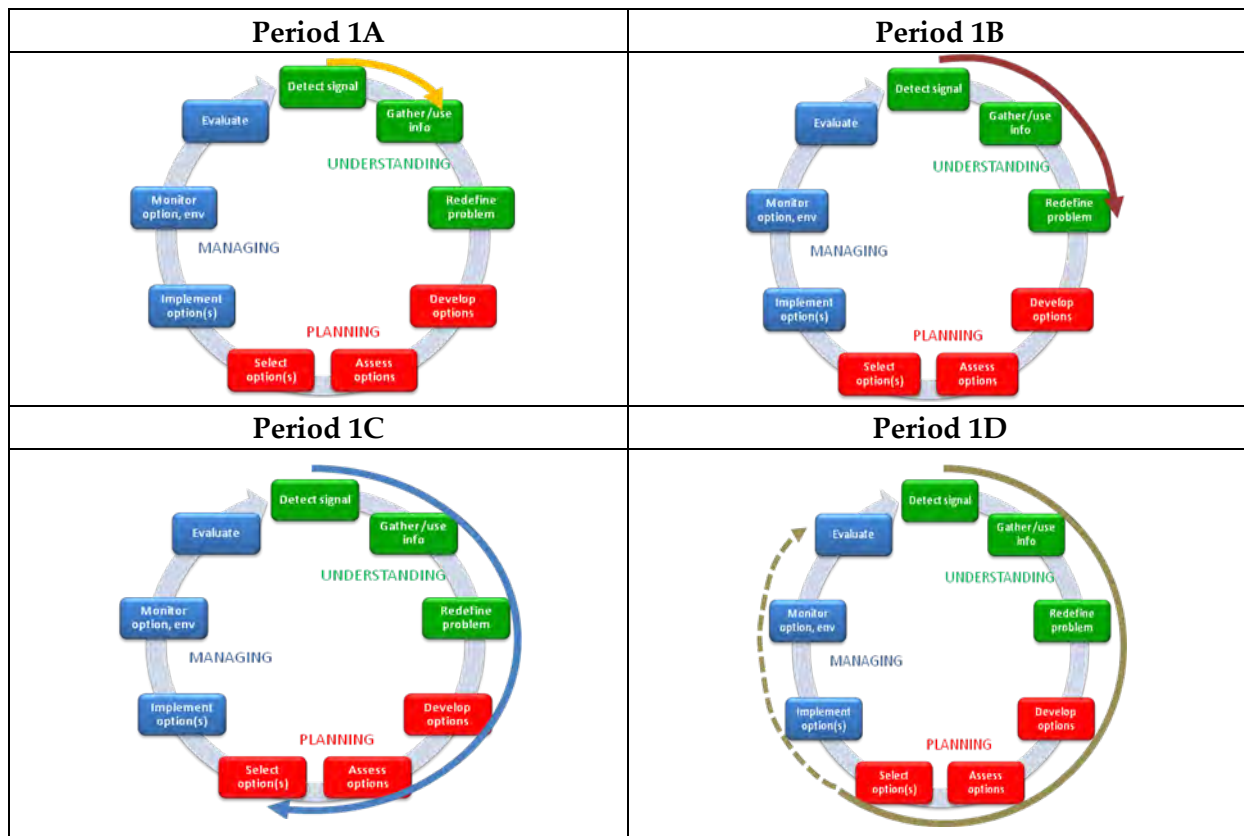 Period 1A
Period 1B
Detect signal
Gather/use
info
Evaluate
UNDERSTANDING
Monitor
option, env
Redefine
problem
MANAGING
Implement
option(s)
Develop
options
PLANNING
Select
option(s)
Assess
options
Detect signal
Gather/use
info
Evaluate
UNDERSTANDING
Monitor
option, env
Redefine
problem
MANAGING
Implement
option(s)
Develop
options
PLANNING
Select
option(s)
Assess
options
Period 1C
Period 1D
Detect signal
Gather/use
info
Evaluate
UNDERSTANDING
Monitor
option, env
Redefine
problem
MANAGING
Implement
option(s)
Develop
options
PLANNING
Select
option(s)
Assess
options
Detect signal
Gather/use
info
Evaluate
UNDERSTANDING
Monitor
option, env
Redefine
problem
MANAGING
Implement
option(s)
Develop
options
PLANNING
Select
option(s)
Assess
options